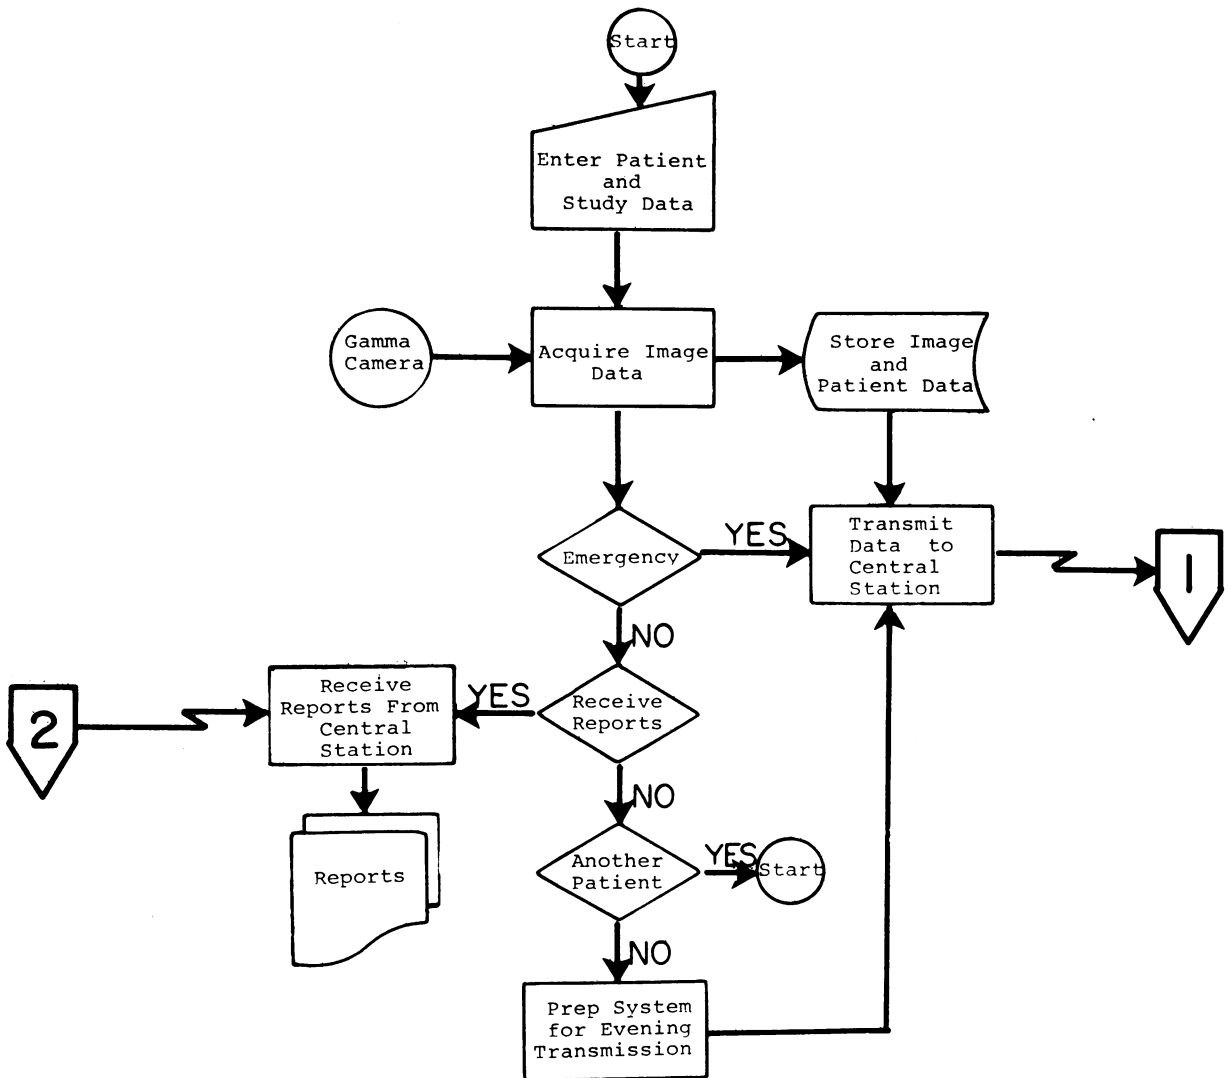 Start
Enter Patient
and
Study Data
Gamma
Camera
Acquire Image
Data
Store Image
and
Patient Data
Emergency
YES
Transmit
Data to
Central
Station
1
NO
2
Receive
Reports From
Central
Station
YES
Receive
Reports
NO
Reports
Another
Patient
YES
Start
NO
Prep System
for Evening
Transmission